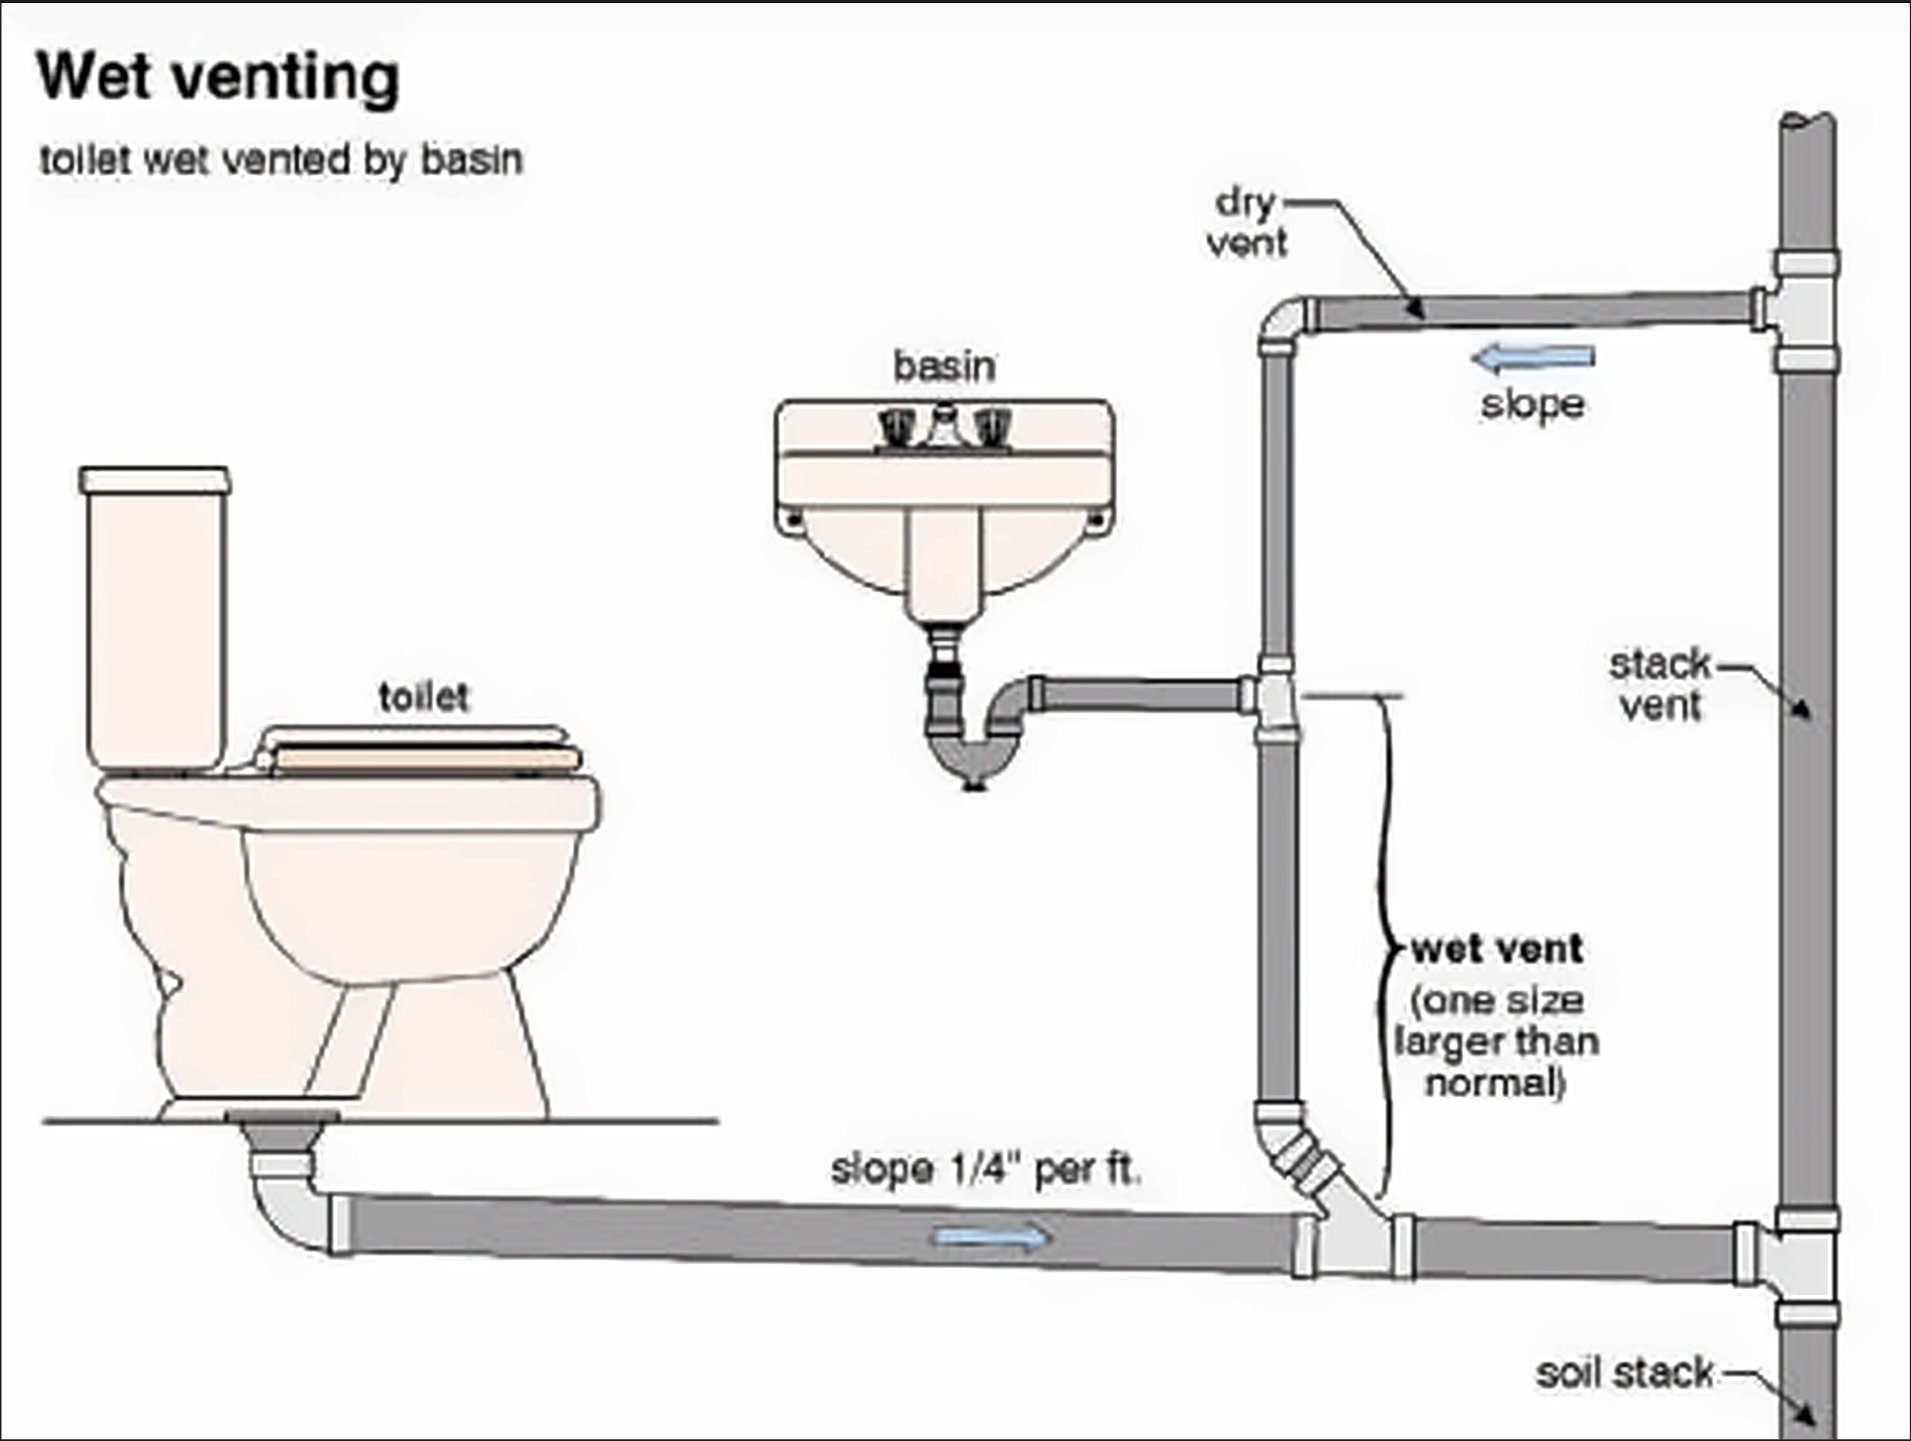 Wet venting
toilet wet vented by basin
dry
vent
basin
slope
stack
vent
toilet
wet vent
(one size
larger than
normal)
slope 1/4" per ft.
soil stack